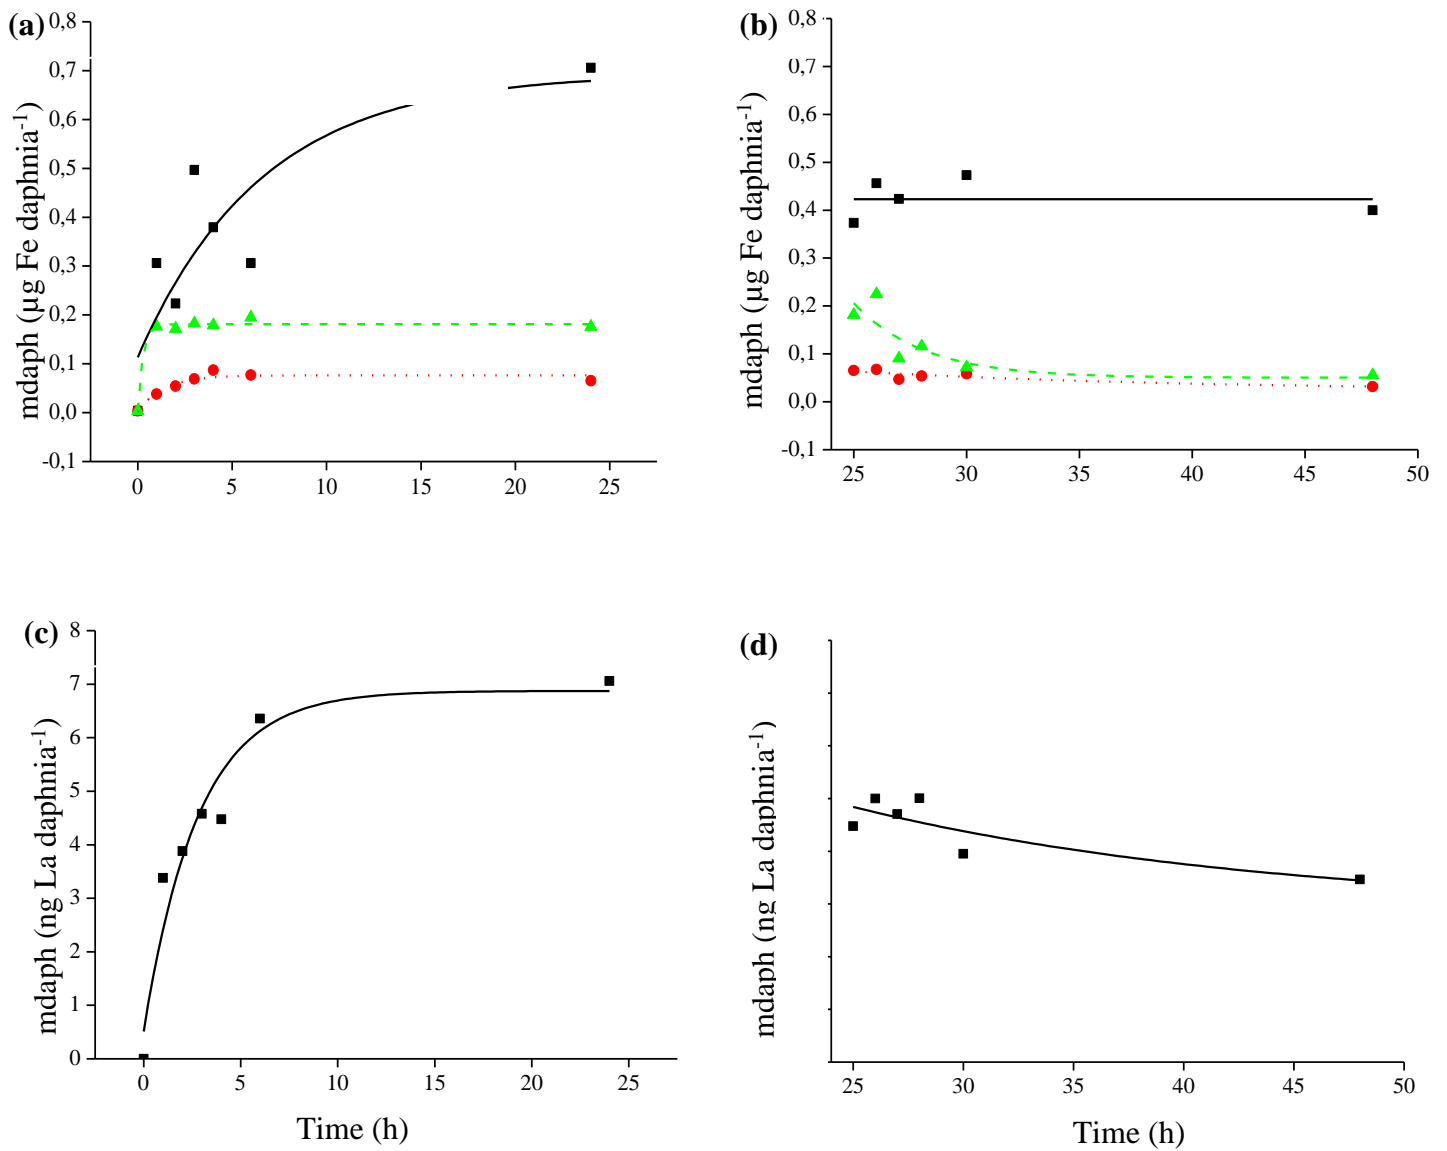 (a)
0,8
0,7
0,6
0,5
0,4
0,3
0,2
0,1
0,0
-0,1
mdaph (µg Fe daphnia-1)
0 5 10 15 20 25
(b)
0,8
0,7
0,6
0,5
0,4
0,3
0,2
0,1
0,0
-0,1
mdaph (µg Fe daphnia-1)
25 30 35 40 45 50
(c)
8
7
6
5
4
3
2
1
0
mdaph (ng La daphnia-1)
0 5 10 15 20 25
Time (h)
(d)
mdaph (ng La daphnia-1)
25 30 35 40 45 50
Time (h)